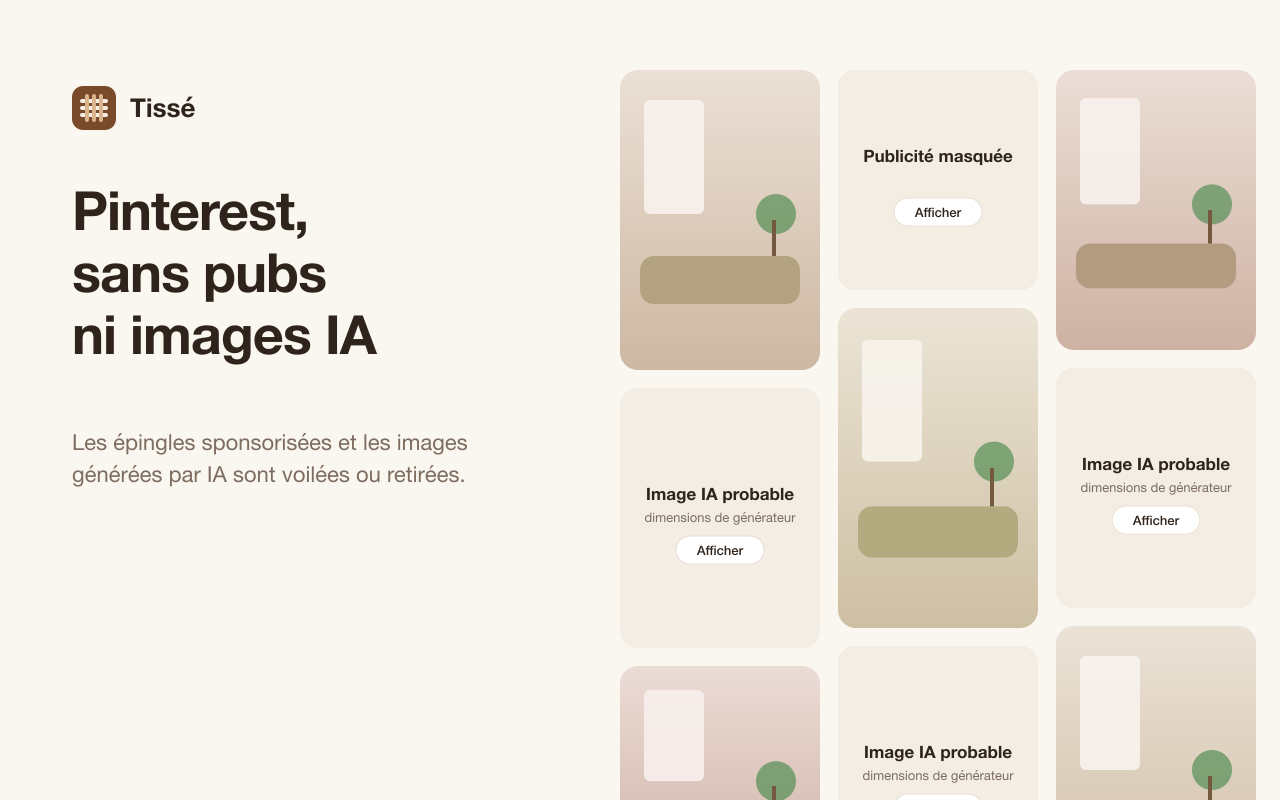 Tissé
Pinterest,
sans pubs
ni images IA
Les épingles sponsorisées et les images
générées par IA sont voilées ou retirées.
Image IA probable
dimensions de générateur
Afficher
Publicité masquée
Afficher
Image IA probable
dimensions de générateur
Image IA probable
dimensions de générateur
Afficher